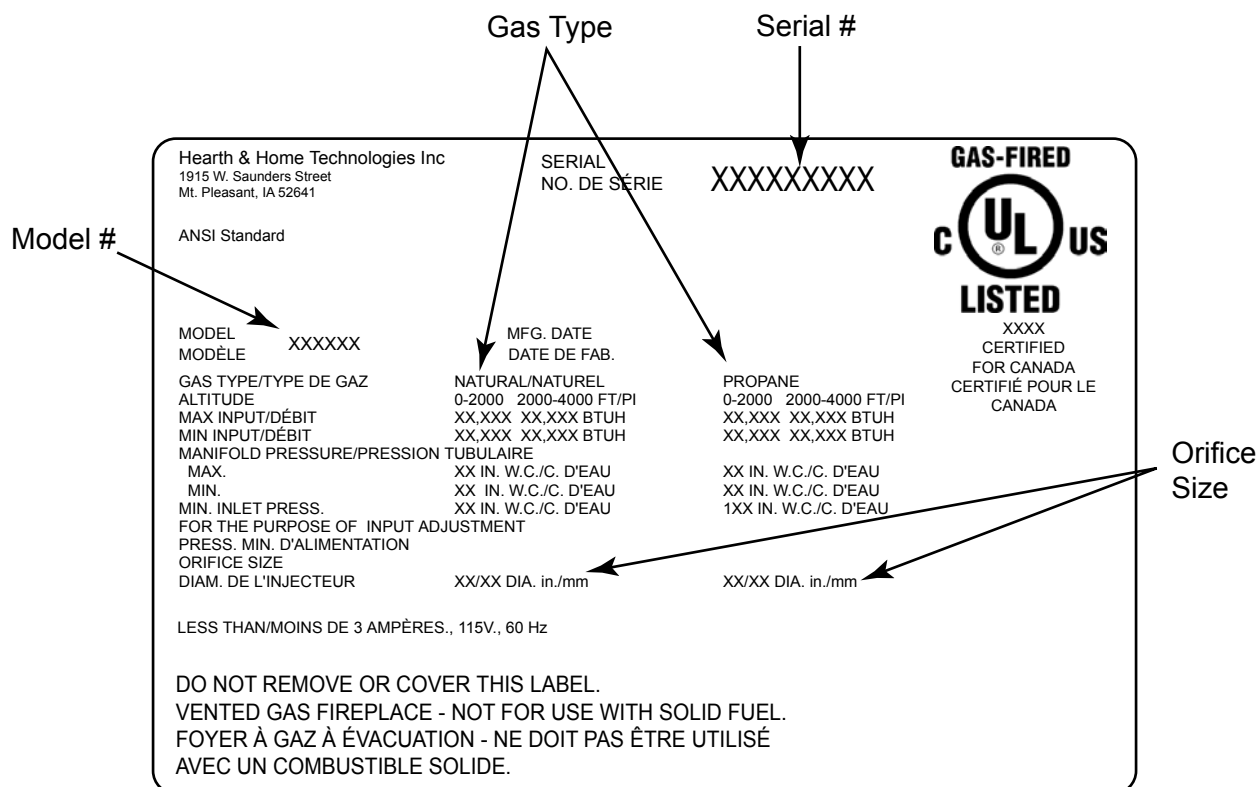 Gas Type
Serial #
Hearth & Home Technologies Inc
1915 W. Saunders Street
Mt. Pleasant, IA 52641
SERIAL
NO. DE SÉRIE
XXXXXXXXX
GAS-FIRED
C UL® US
LISTED
XXXX
CERTIFIED
FOR CANADA
CERTIFIÉ POUR LE
CANADA
ANSI Standard
Model #
MODEL
MODÈLE
XXXXXX
MFG. DATE
DATE DE FAB.
GAS TYPE/TYPE DE GAZ NATURAL/NATUREL PROPANE
ALTITUDE 0-2000 2000-4000 FT/PI 0-2000 2000-4000 FT/PI
MAX INPUT/DÉBIT XX,XXX XX,XXX BTUH XX,XXX XX,XXX BTUH
MIN INPUT/DÉBIT XX,XXX XX,XXX BTUH XX,XXX XX,XXX BTUH
MANIFOLD PRESSURE/PRESSION TUBULAIRE
MAX. XX IN. W.C./C. D'EAU XX IN. W.C./C. D'EAU
MIN. XX IN. W.C./C. D'EAU XX IN. W.C./C. D'EAU
MIN. INLET PRESS. XX IN. W.C./C. D'EAU 1XX IN. W.C./C. D'EAU
FOR THE PURPOSE OF INPUT ADJUSTMENT
PRESS. MIN. D'ALIMENTATION
ORIFICE SIZE
DIAM. DE L'INJECTEUR XX/XX DIA. in./mm XX/XX DIA. in./mm
Orifice
Size
LESS THAN/MOINS DE 3 AMPÈRES., 115V., 60 Hz
DO NOT REMOVE OR COVER THIS LABEL.
VENTED GAS FIREPLACE - NOT FOR USE WITH SOLID FUEL.
FOYER À GAZ À ÉVACUATION - NE DOIT PAS ÊTRE UTILISÉ
AVEC UN COMBUSTIBLE SOLIDE.